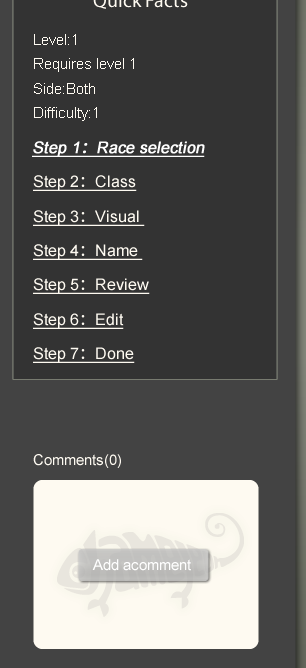 Quick Facts
Level:1
Requires level 1
Side:Both
Difficulty:1
Step 1：Race selection
Step 2：Class
Step 3：Visual
Step 4：Name
Step 5：Review
Step 6：Edit
Step 7：Done
Comments(0)
Add acomment